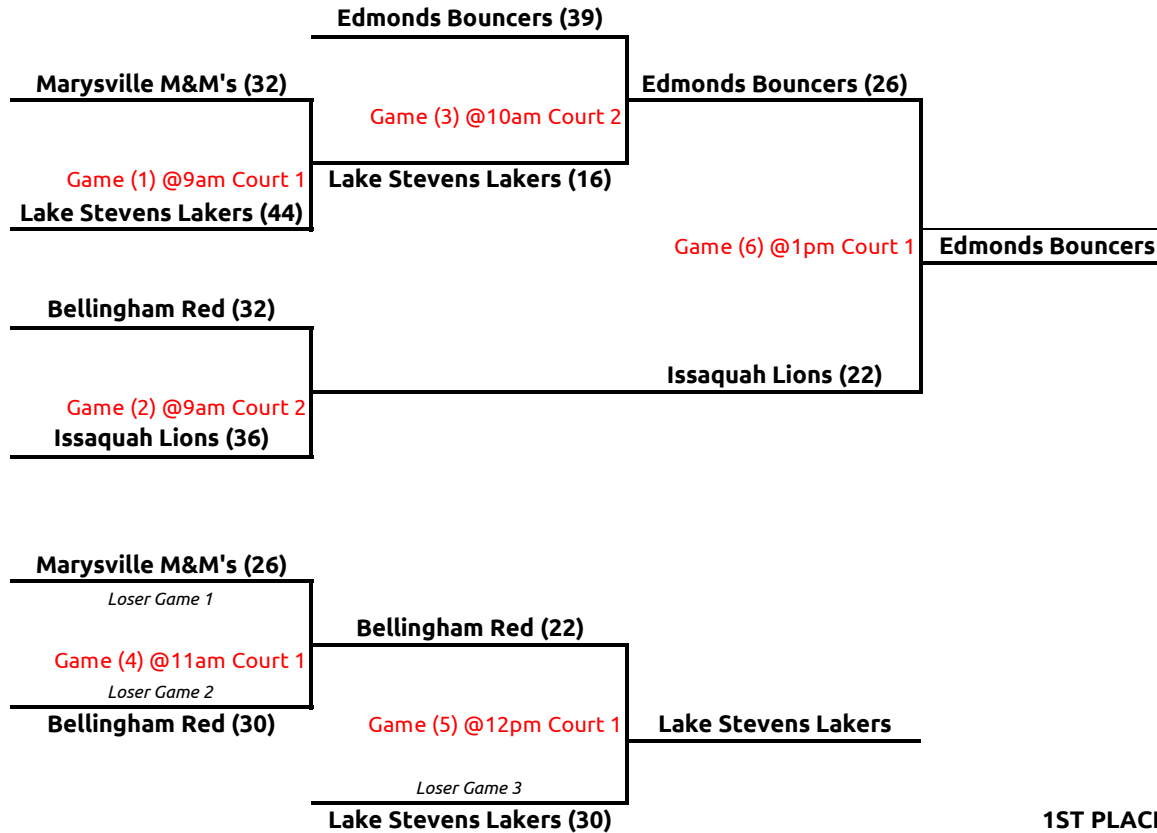 Edmonds Bouncers (39)
Marysville M&M's (32)
Edmonds Bouncers (26)
Game (3) @10am Court 2
Game (1) @9am Court 1
Lake Stevens Lakers (16)
Lake Stevens Lakers (44)
Game (6) @1pm Court 1
Edmonds Bouncers
Bellingham Red (32)
Issaquah Lions (22)
Game (2) @9am Court 2
Issaquah Lions (36)
Marysville M&M's (26)
Loser Game 1
Bellingham Red (22)
Game (4) @11am Court 1
Loser Game 2
Bellingham Red (30)
Game (5) @12pm Court 1
Lake Stevens Lakers
Loser Game 3
Lake Stevens Lakers (30)
1ST